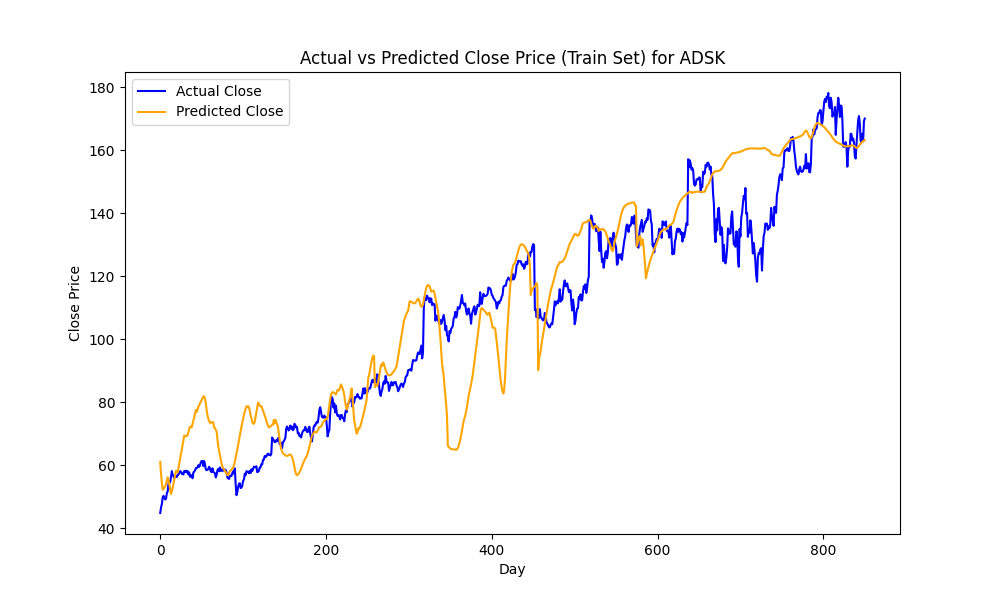 Actual vs Predicted Close Price (Train Set) for ADSK
Actual Close
Predicted Close
180
160
140
120
100
80
60
40
Close Price
0 200 400 600 800
Day